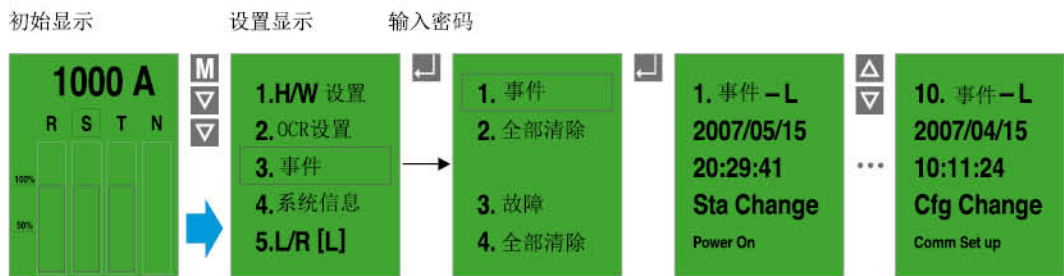 初始显示
设置显示
输入密码
1000 A
R S T N
100%
50%
M
1.H/W 设置
2.OCR设置
3. 事件
4.系统信息
5.L/R [L]
1. 事件
2. 全部清除
3. 故障
4. 全部清除
1. 事件－L
2007/05/15
20:29:41
Sta Change
Power On
...
10. 事件－L
2007/04/15
10:11:24
Cfg Change
Comm Set up